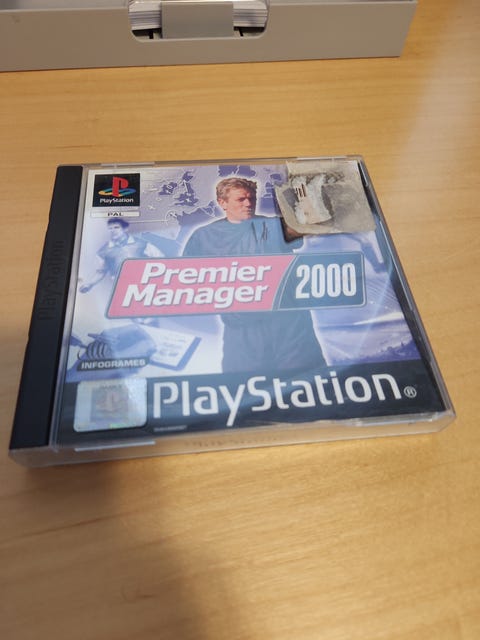 PlayStation
PAL
Premier
Manager
2000
INFOGRAMES
PlayStation®
PlayStation